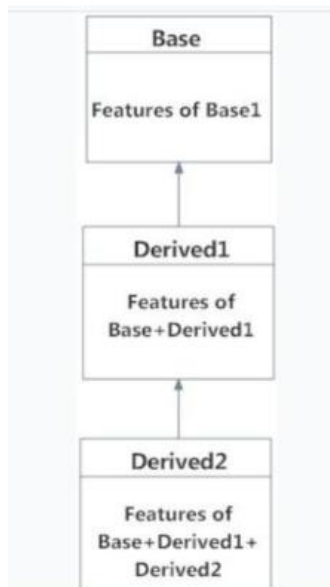 Base
Features of Base1
Derived1
Features of
Base+Derived1
Derived2
Features of
Base+Derived1+
Derived2